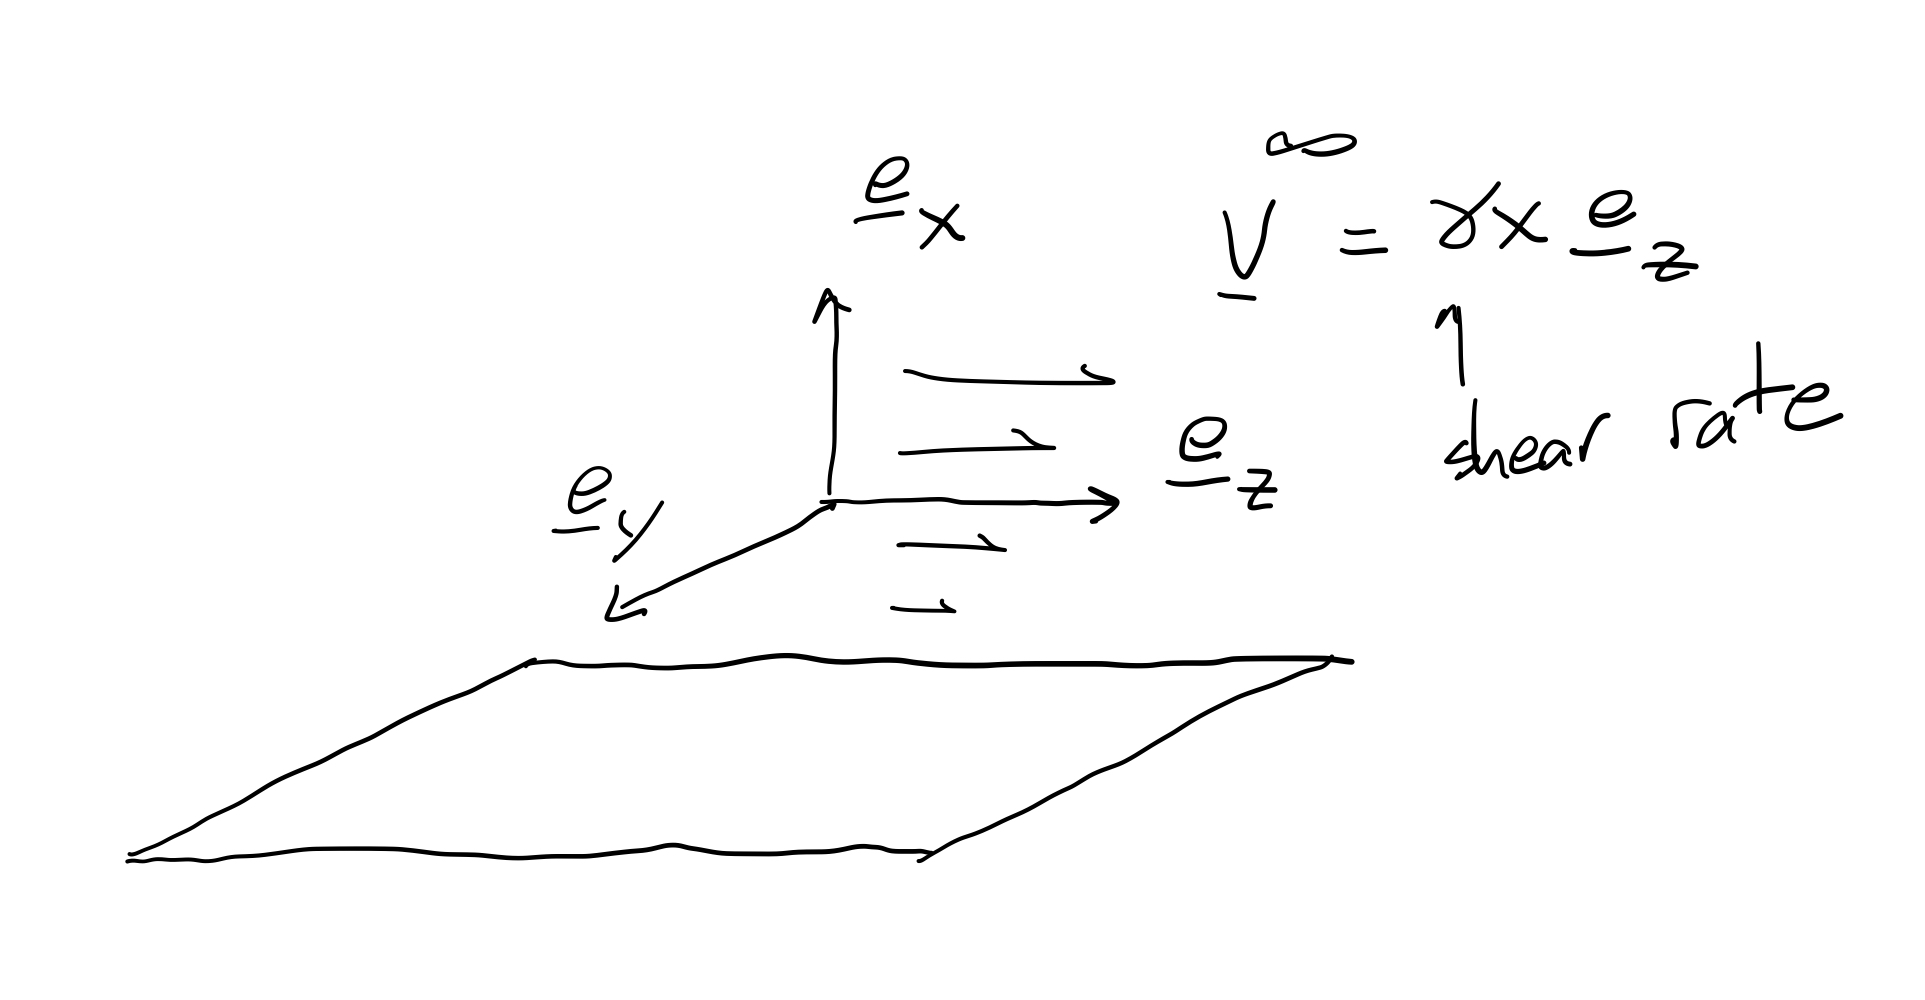 e_x
v^∞ = γx e_z
shear rate
e_z
e_y